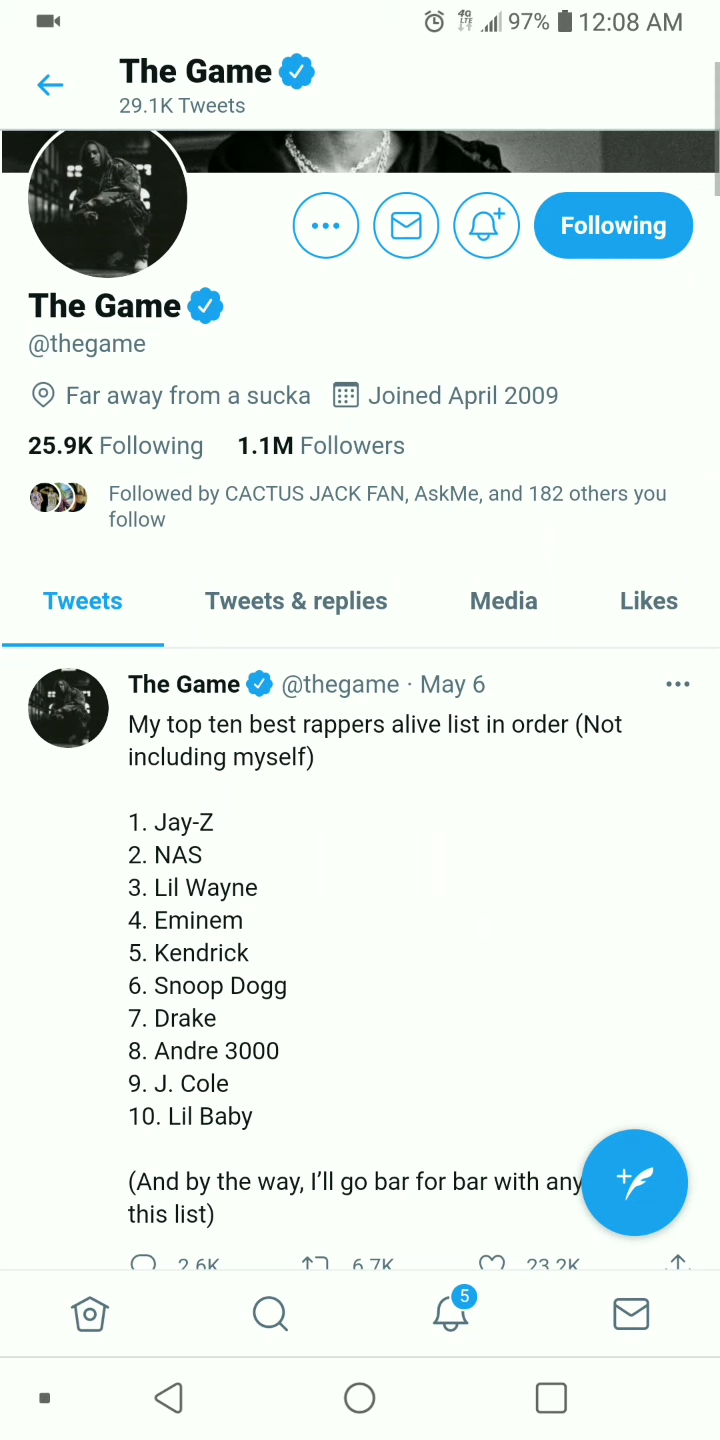 97% 12:08 AM
The Game
29.1K Tweets
Following
The Game
@thegame
Far away from a sucka Joined April 2009
25.9K Following 1.1M Followers
Followed by CACTUS JACK FAN, AskMe, and 182 others you
follow
Tweets Tweets & replies Media Likes
The Game @thegame · May 6
My top ten best rappers alive list in order (Not
including myself)
1. Jay-Z
2. NAS
3. Lil Wayne
4. Eminem
5. Kendrick
6. Snoop Dogg
7. Drake
8. Andre 3000
9. J. Cole
10. Lil Baby
(And by the way, I’ll go bar for bar with any
this list)
2.6K 6.7K 23.2K
5